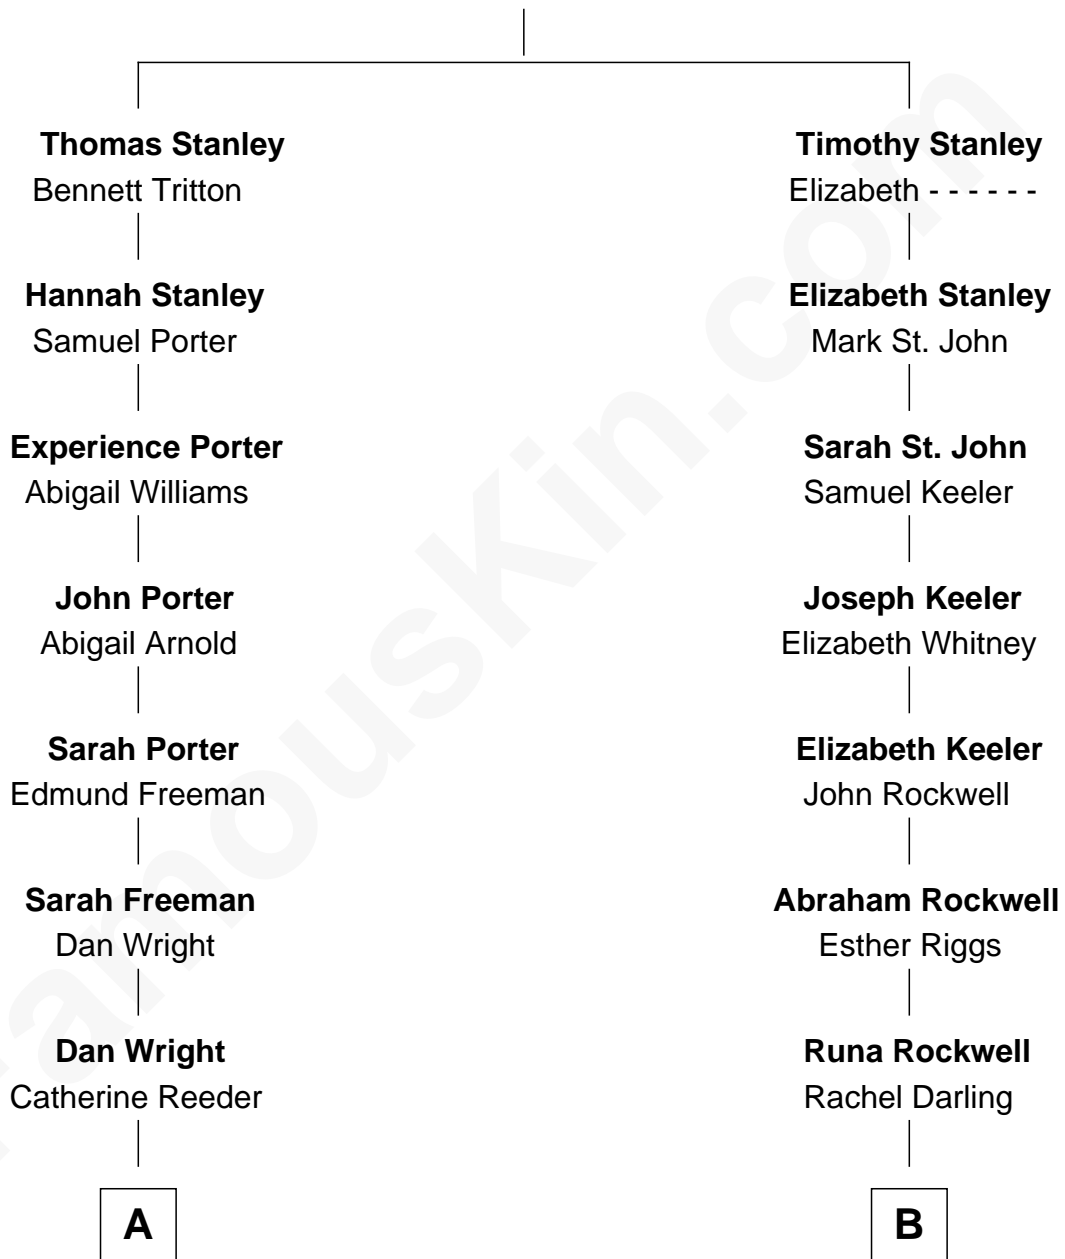 Thomas Stanley
Bennett Tritton
Hannah Stanley
Samuel Porter
Experience Porter
Abigail Williams
John Porter
Abigail Arnold
Sarah Porter
Edmund Freeman
Sarah Freeman
Dan Wright
Dan Wright
Catherine Reeder
A
Timothy Stanley
Elizabeth - - - - - -
Elizabeth Stanley
Mark St. John
Sarah St. John
Samuel Keeler
Joseph Keeler
Elizabeth Whitney
Elizabeth Keeler
John Rockwell
Abraham Rockwell
Esther Riggs
Runa Rockwell
Rachel Darling
B
FamousKin.com